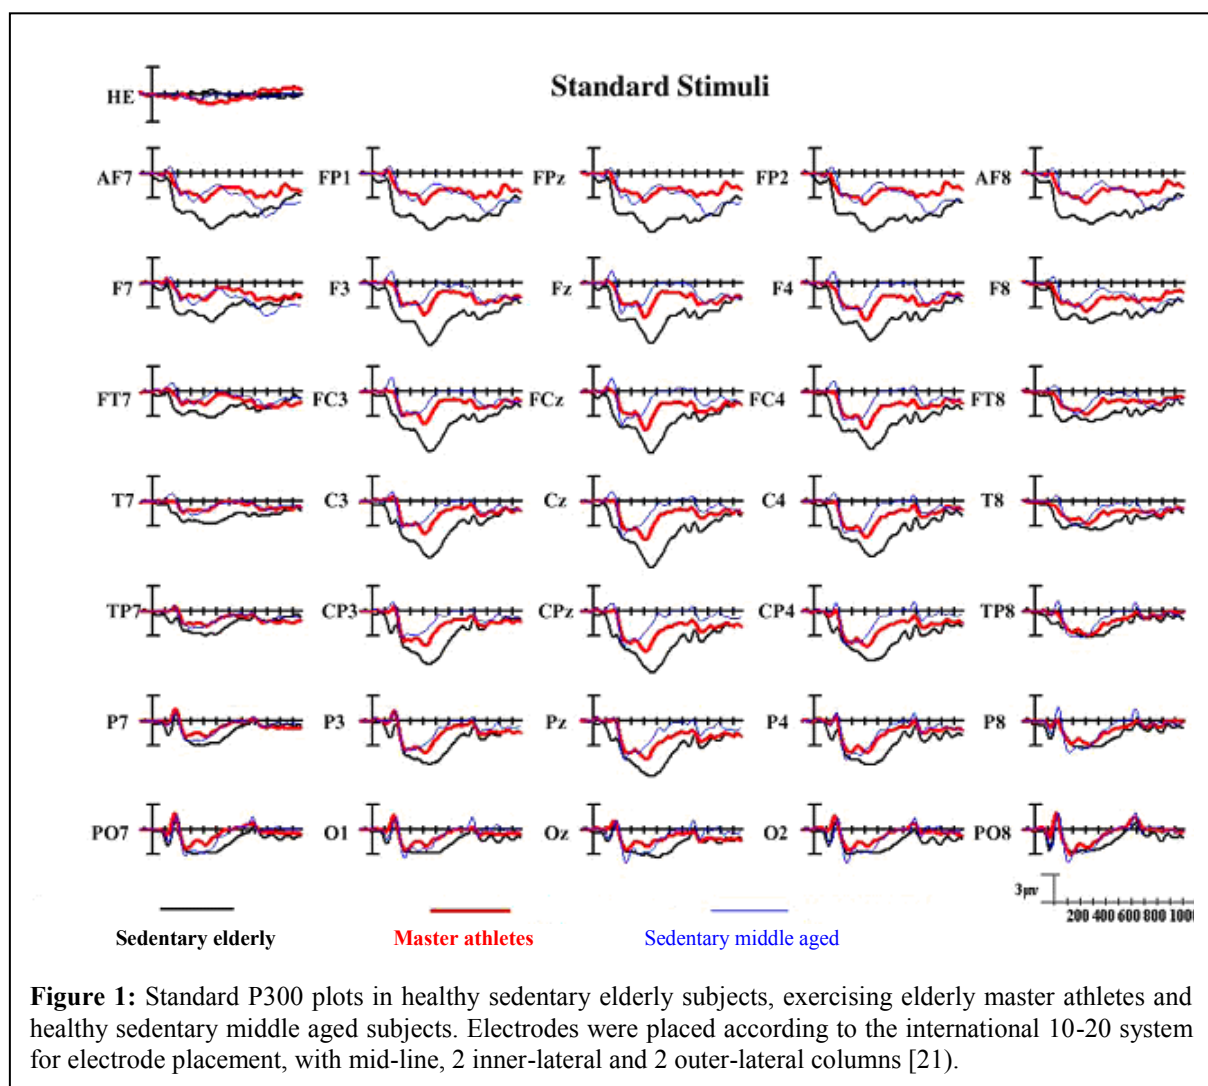 Standard Stimuli
HE
AF7 FP1 FPz FP2 AF8
F7 F3 Fz F4 F8
FT7 FC3 FCz FC4 FT8
T7 C3 Cz C4 T8
TP7 CP3 CPz CP4 TP8
P7 P3 Pz P4 P8
PO7 O1 Oz O2 PO8
3μv
200 400 600 800 100
Sedentary elderly Master athletes Sedentary middle aged
Figure 1: Standard P300 plots in healthy sedentary elderly subjects, exercising elderly master athletes and
healthy sedentary middle aged subjects. Electrodes were placed according to the international 10-20 system
for electrode placement, with mid-line, 2 inner-lateral and 2 outer-lateral columns [21).